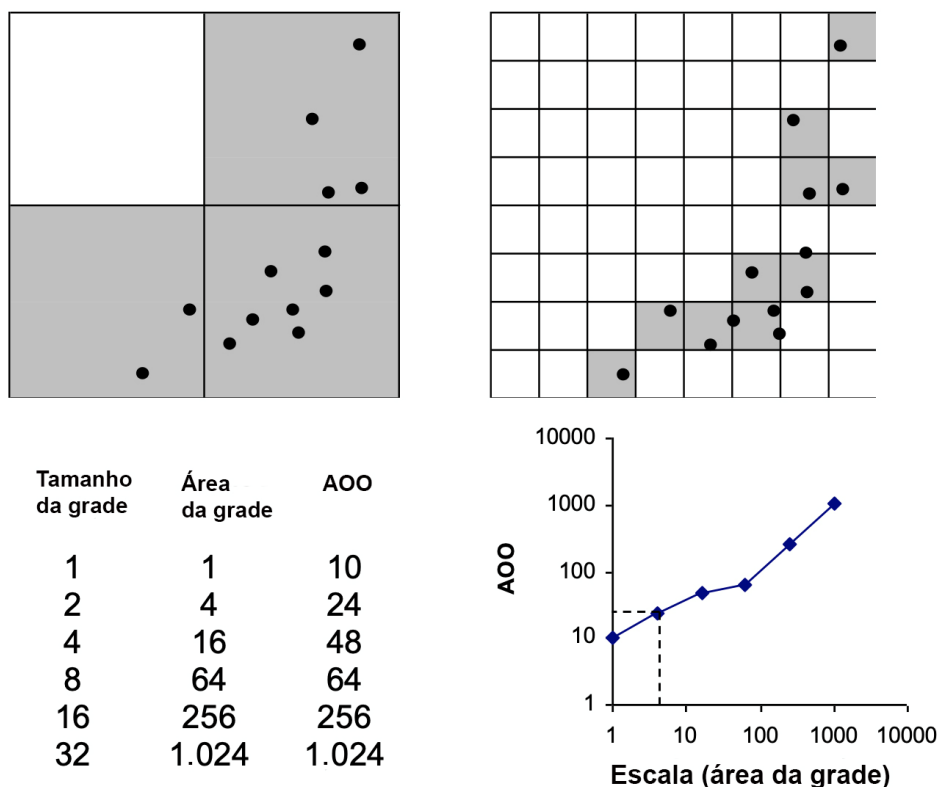 Tamanho da grade
Área da grade
AOO
1 1 10
2 4 24
4 16 48
8 64 64
16 256 256
32 1.024 1.024
10000
1000
100
10
1
AOO
1 10 100 1000 10000
Escala (área da grade)